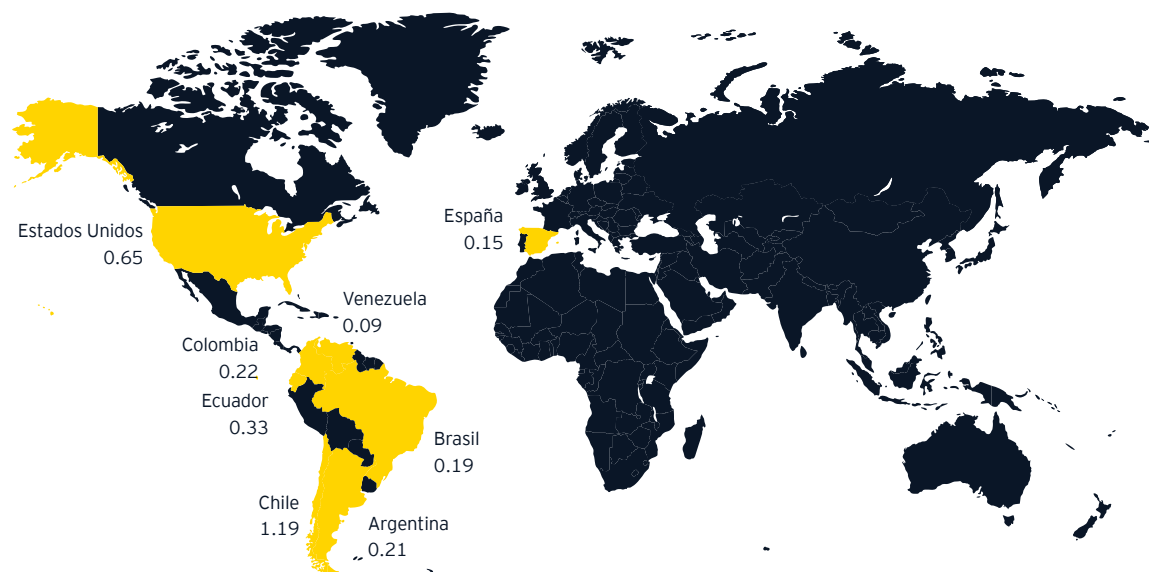 Estados Unidos
0.65
España
0.15
Venezuela
0.09
Colombia
0.22
Ecuador
0.33
Brasil
0.19
Chile
1.19
Argentina
0.21